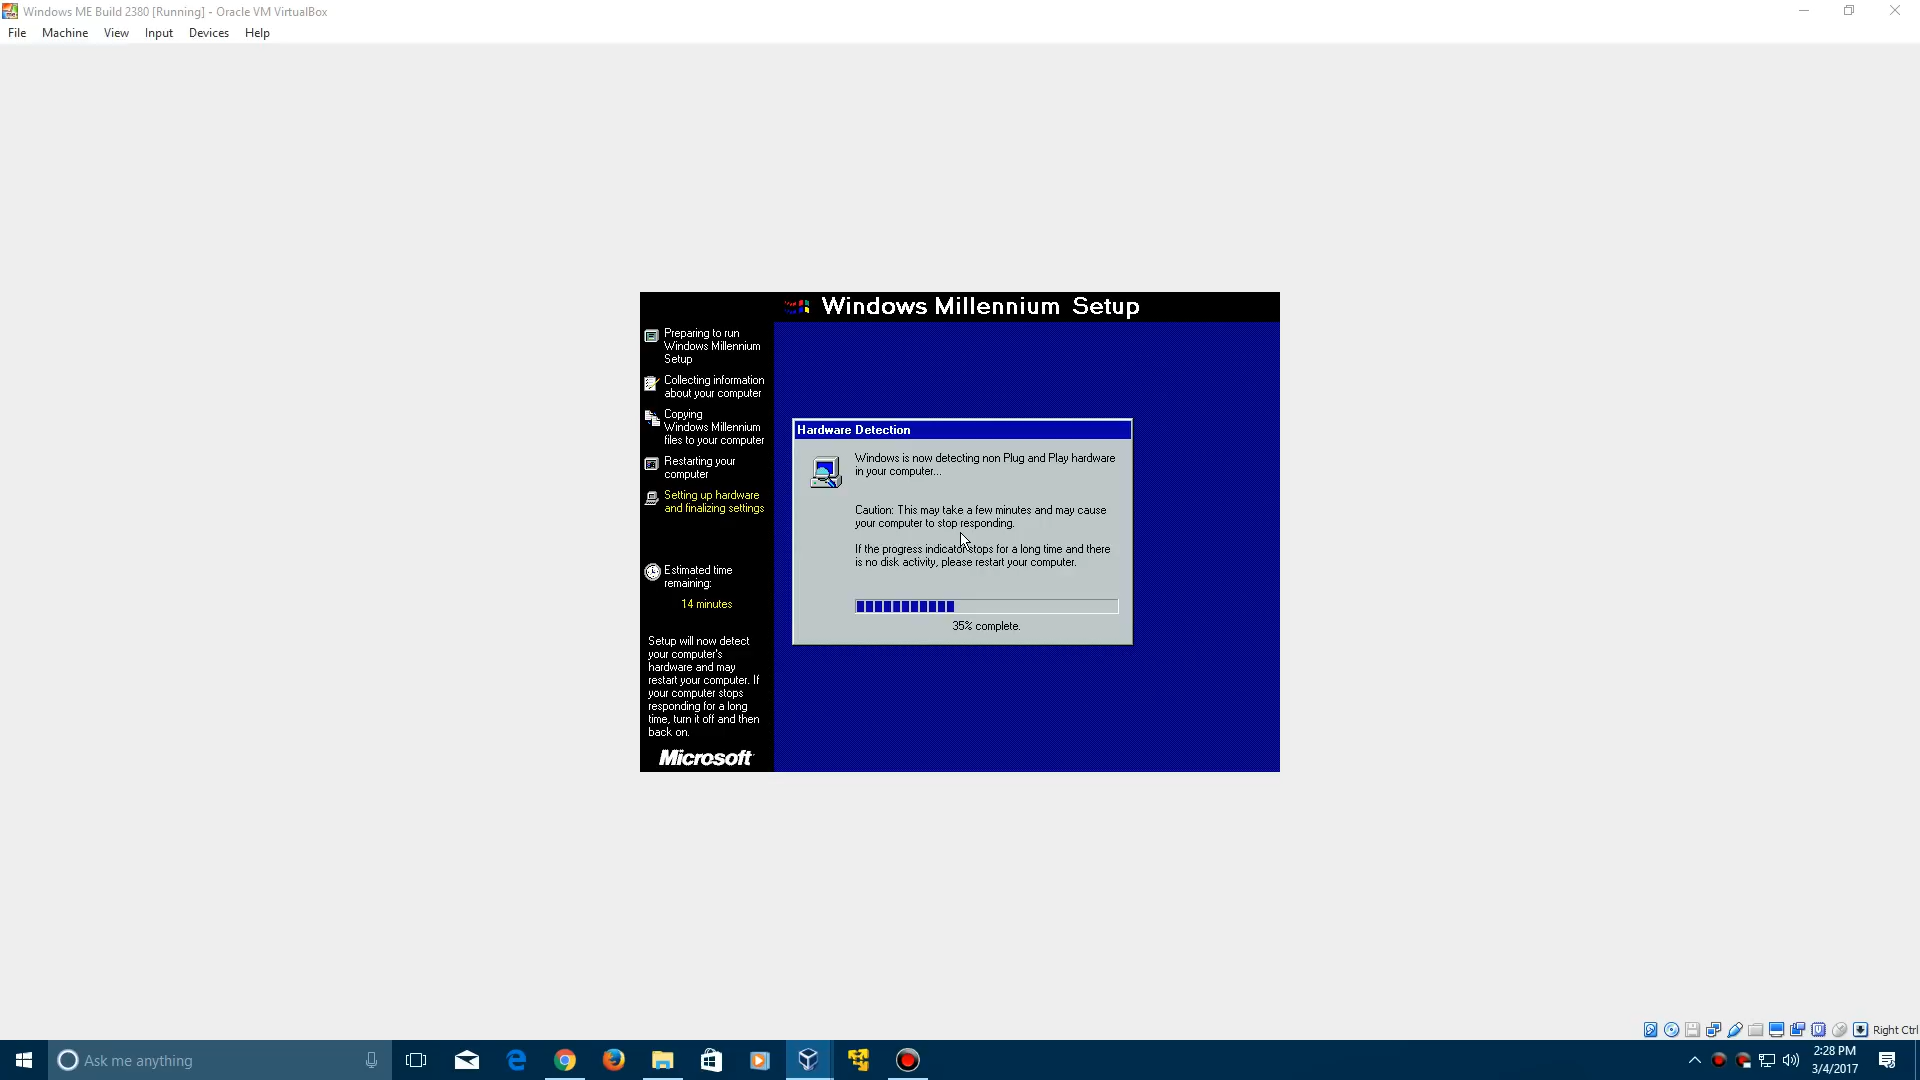 Windows ME Build 2380 [Running] - Oracle VM VirtualBox
File Machine View Input Devices Help
Windows Millennium Setup
Preparing to run
Windows Millennium
Setup
Collecting information
about your computer
Copying
Windows Millennium
files to your computer
Restarting your
computer
Setting up hardware
and finalizing settings
Estimated time
remaining:
14 minutes
Setup will now detect
your computer's
hardware and may
restart your computer. If
your computer stops
responding for a long
time, turn it off and then
back on.
Microsoft
Hardware Detection
Windows is now detecting non Plug and Play hardware
in your computer...
Caution: This may take a few minutes and may cause
your computer to stop responding.
If the progress indicator stops for a long time and there
is no disk activity, please restart your computer.
35% complete.
Right Ctrl
Ask me anything
2:28 PM
3/4/2017